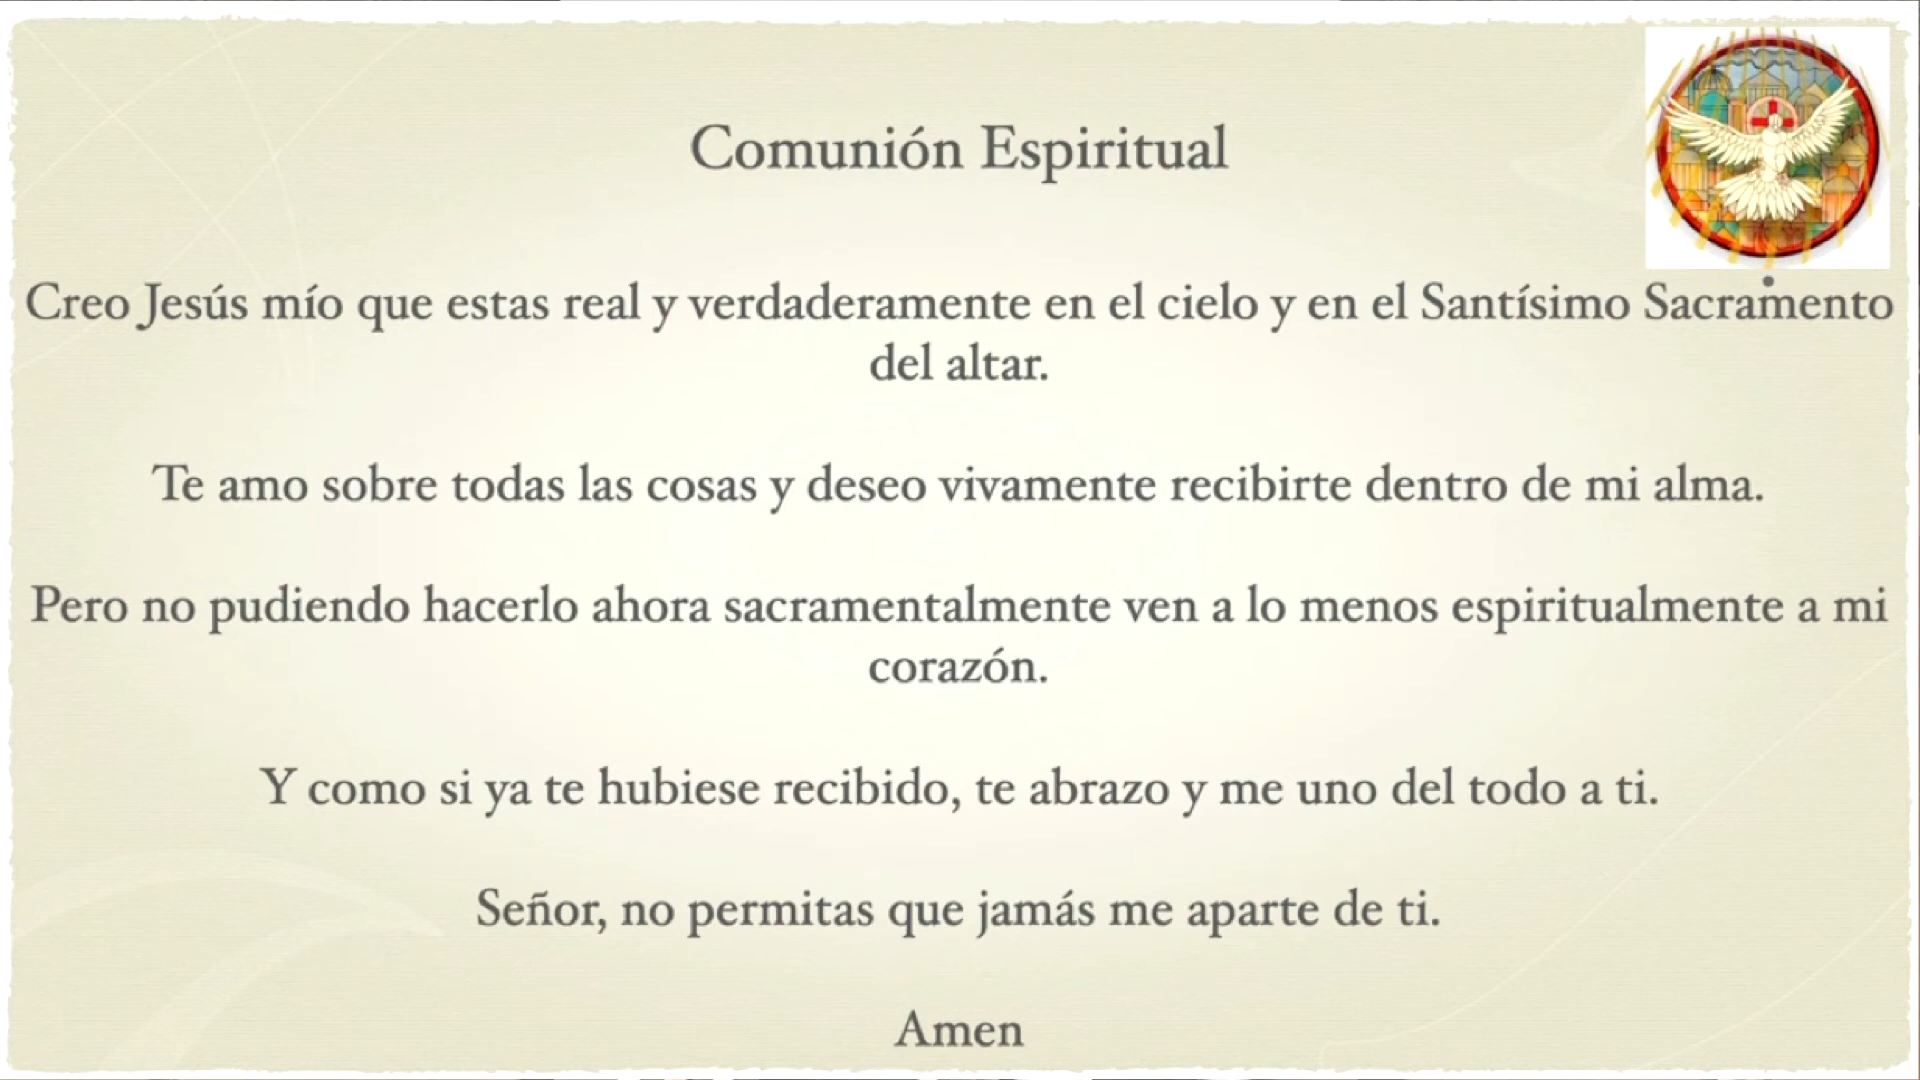 Comunión Espiritual
Creo Jesús mío que estas real y verdaderamente en el cielo y en el Santísimo Sacramento
del altar.
Te amo sobre todas las cosas y deseo vivamente recibirte dentro de mi alma.
Pero no pudiendo hacerlo ahora sacramentalmente ven a lo menos espiritualmente a mi
corazón.
Y como si ya te hubiese recibido, te abrazo y me uno del todo a ti.
Señor, no permitas que jamás me aparte de ti.
Amen